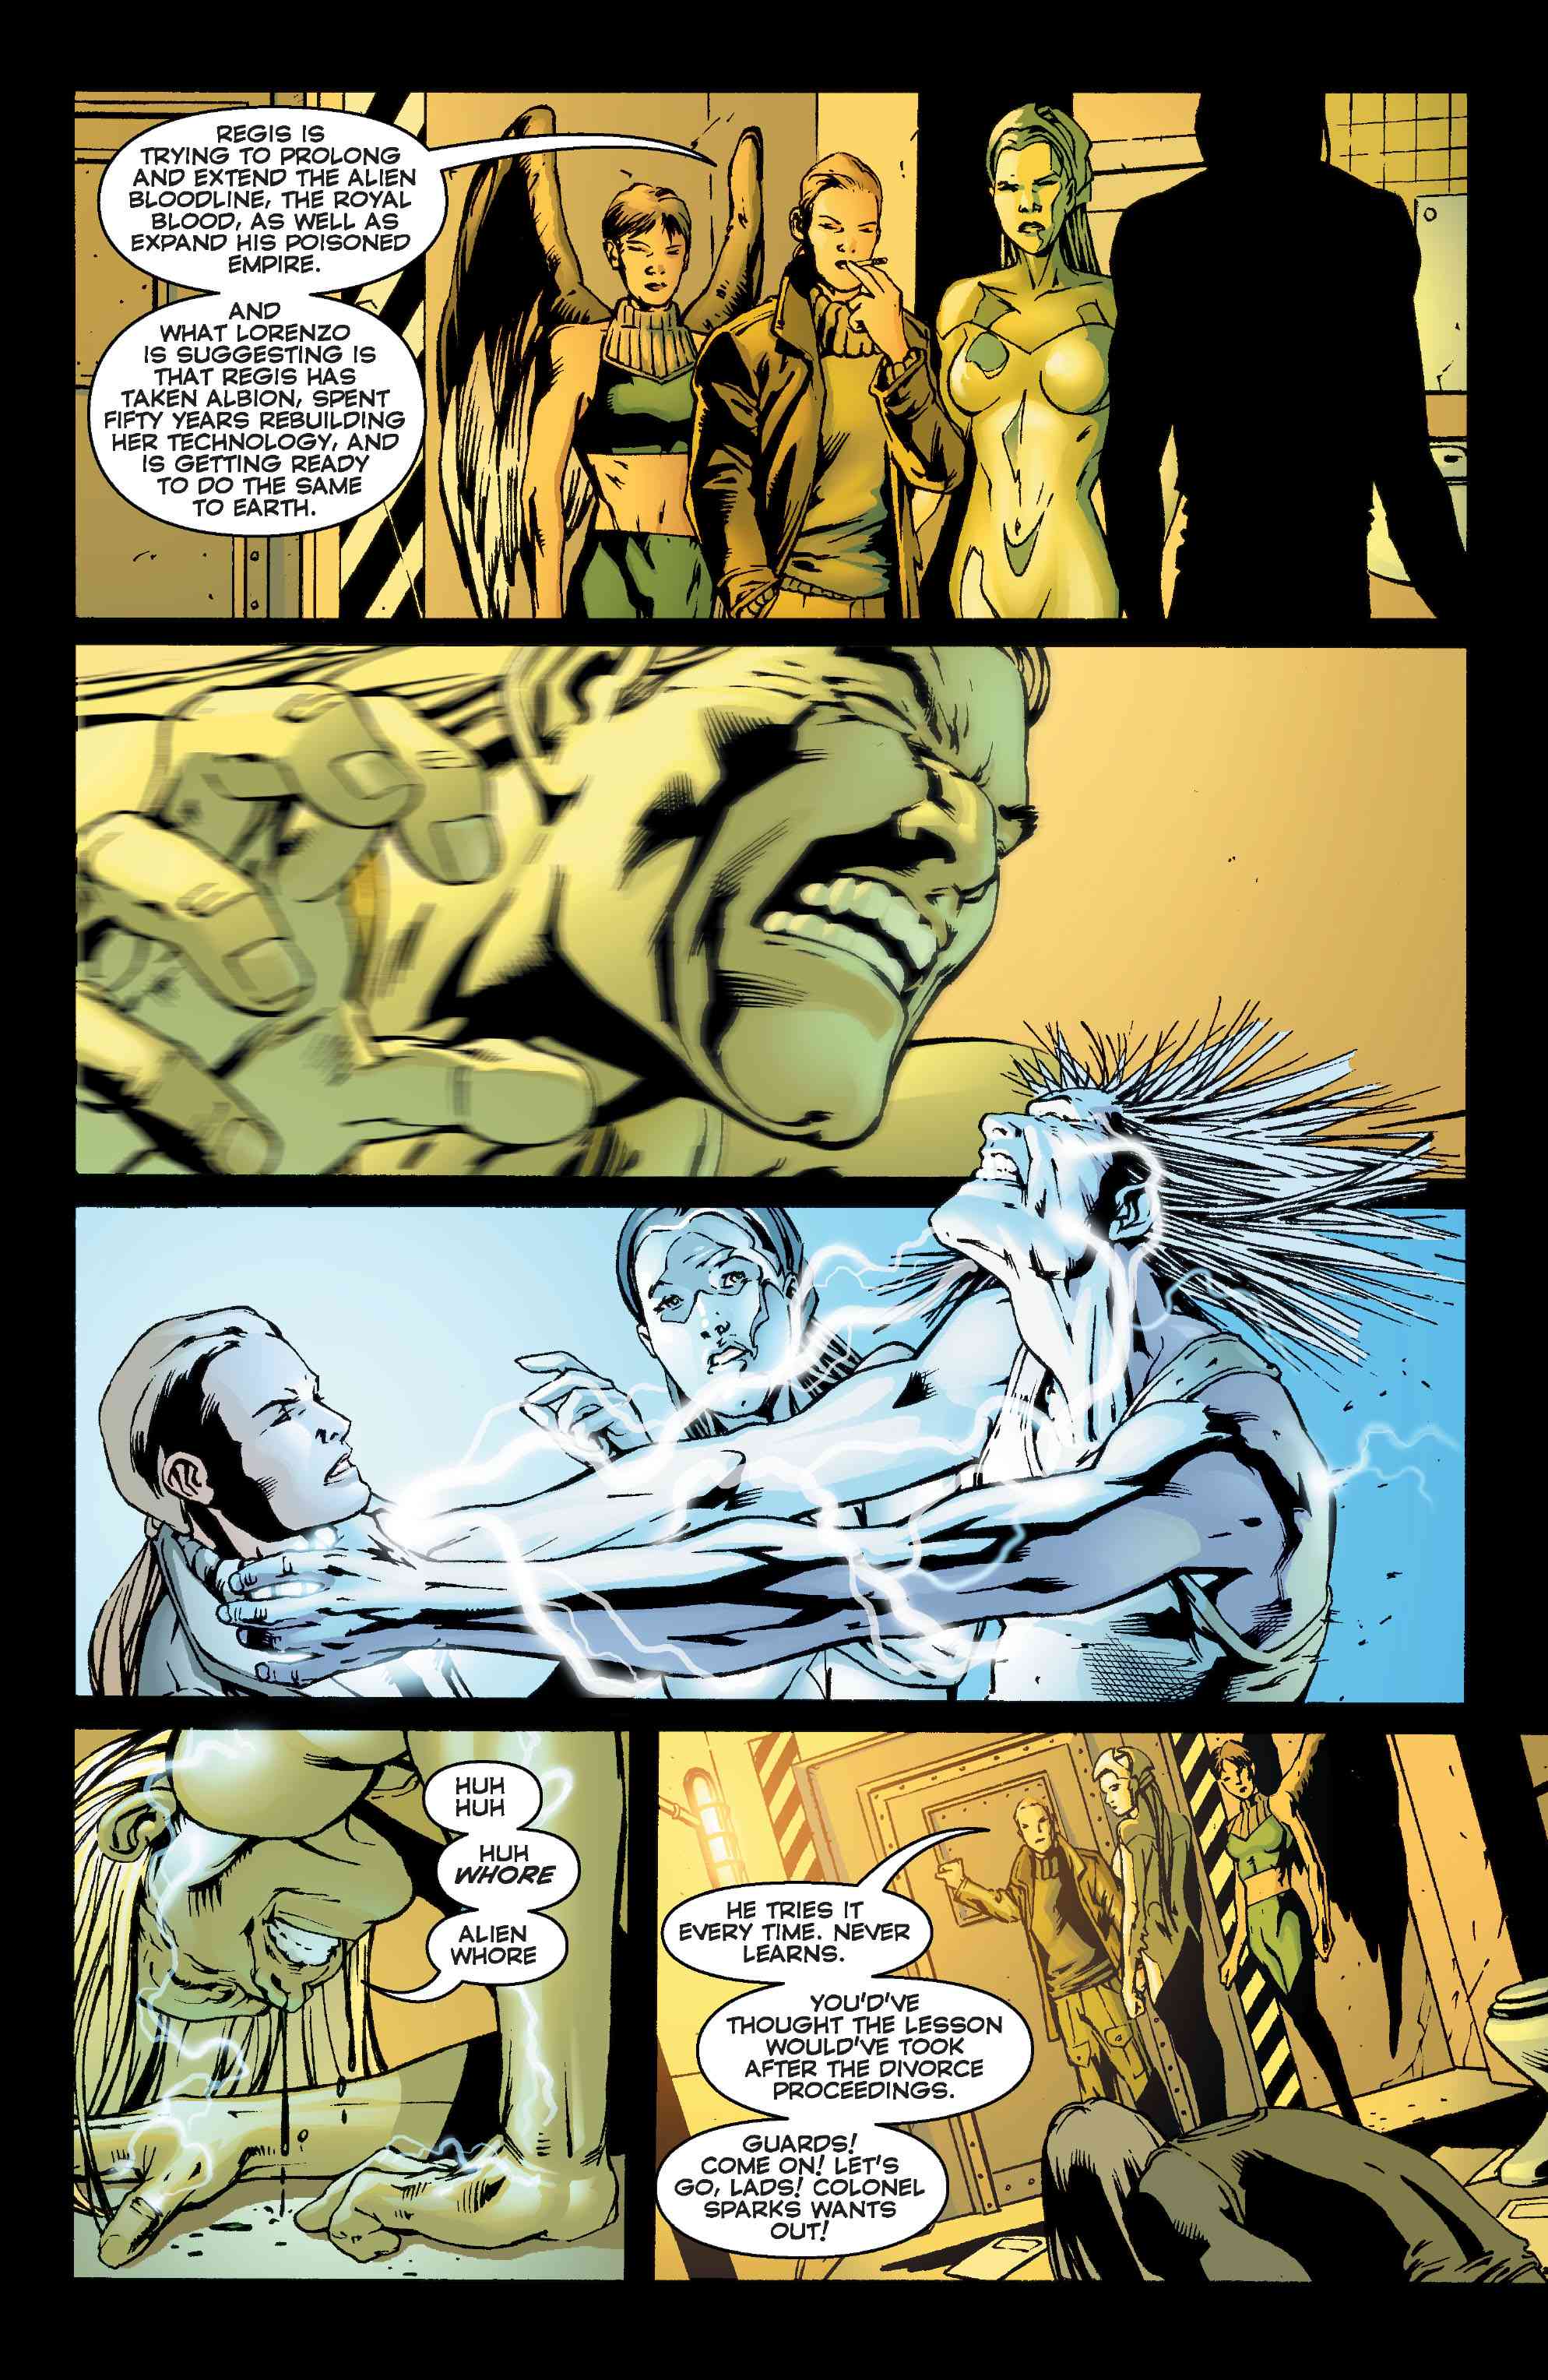 REGIS IS
TRYING TO PROLONG
AND EXTEND THE ALIEN
BLOODLINE, THE ROYAL
BLOOD, AS WELL AS
EXPAND HIS POISONED
EMPIRE.
AND
WHAT LORENZO
IS SUGGESTING IS
THAT REGIS HAS
TAKEN ALBION, SPENT
FIFTY YEARS REBUILDING
HER TECHNOLOGY, AND
IS GETTING READY
TO DO THE SAME
TO EARTH.
HUH
HUH
HUH
WHORE
ALIEN
WHORE
HE TRIES IT
EVERY TIME. NEVER
LEARNS.
YOU'D'VE
THOUGHT THE LESSON
WOULD'VE TOOK
AFTER THE DIVORCE
PROCEEDINGS.
GUARDS!
COME ON! LET'S
GO, LADS! COLONEL
SPARKS WANTS
OUT!